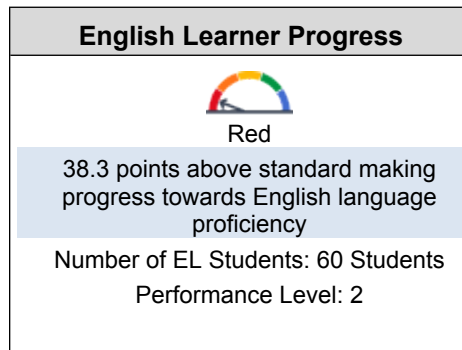 English Learner Progress
Red
38.3 points above standard making
progress towards English language
proficiency
Number of EL Students: 60 Students
Performance Level: 2